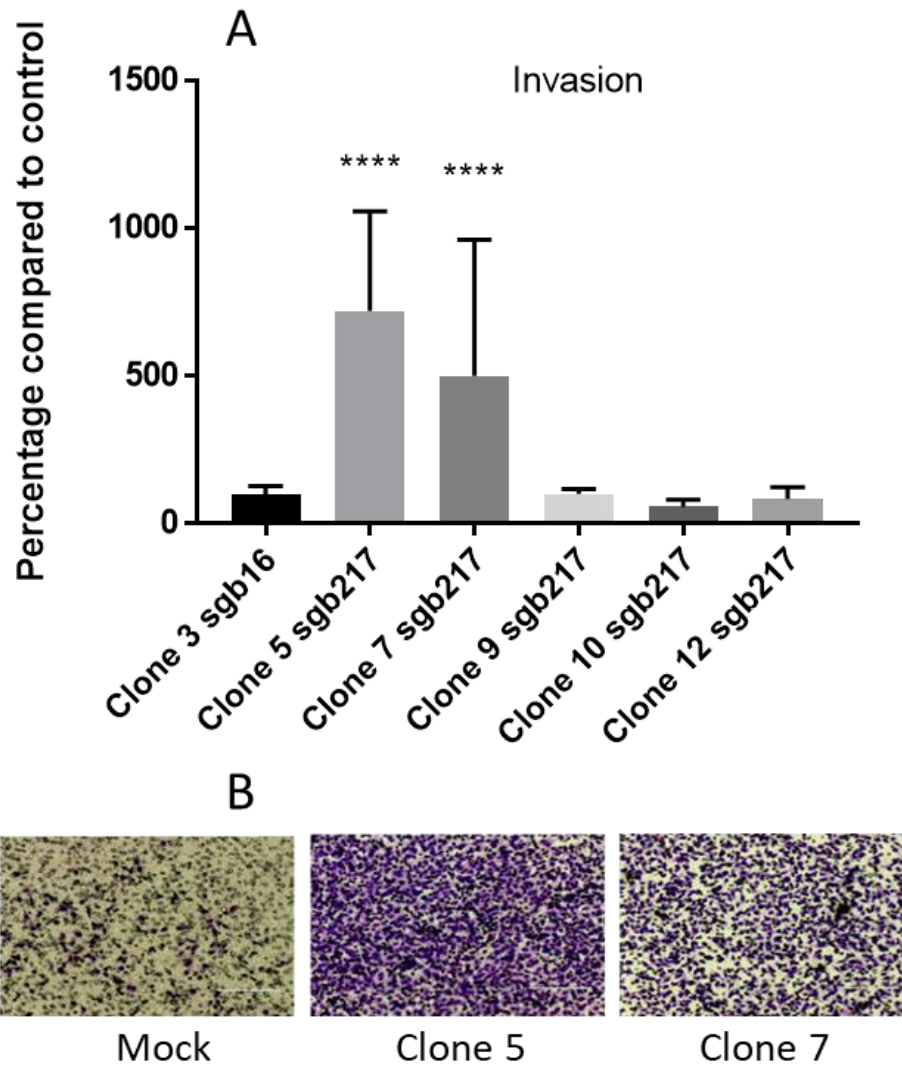 A
Invasion
Percentage compared to control
1500
1000
500
0
****
****
Clone 3 sgb16
Clone 5 sgb217
Clone 7 sgb217
Clone 9 sgb217
Clone 10 sgb217
Clone 12 sgb217
B
Mock
Clone 5
Clone 7